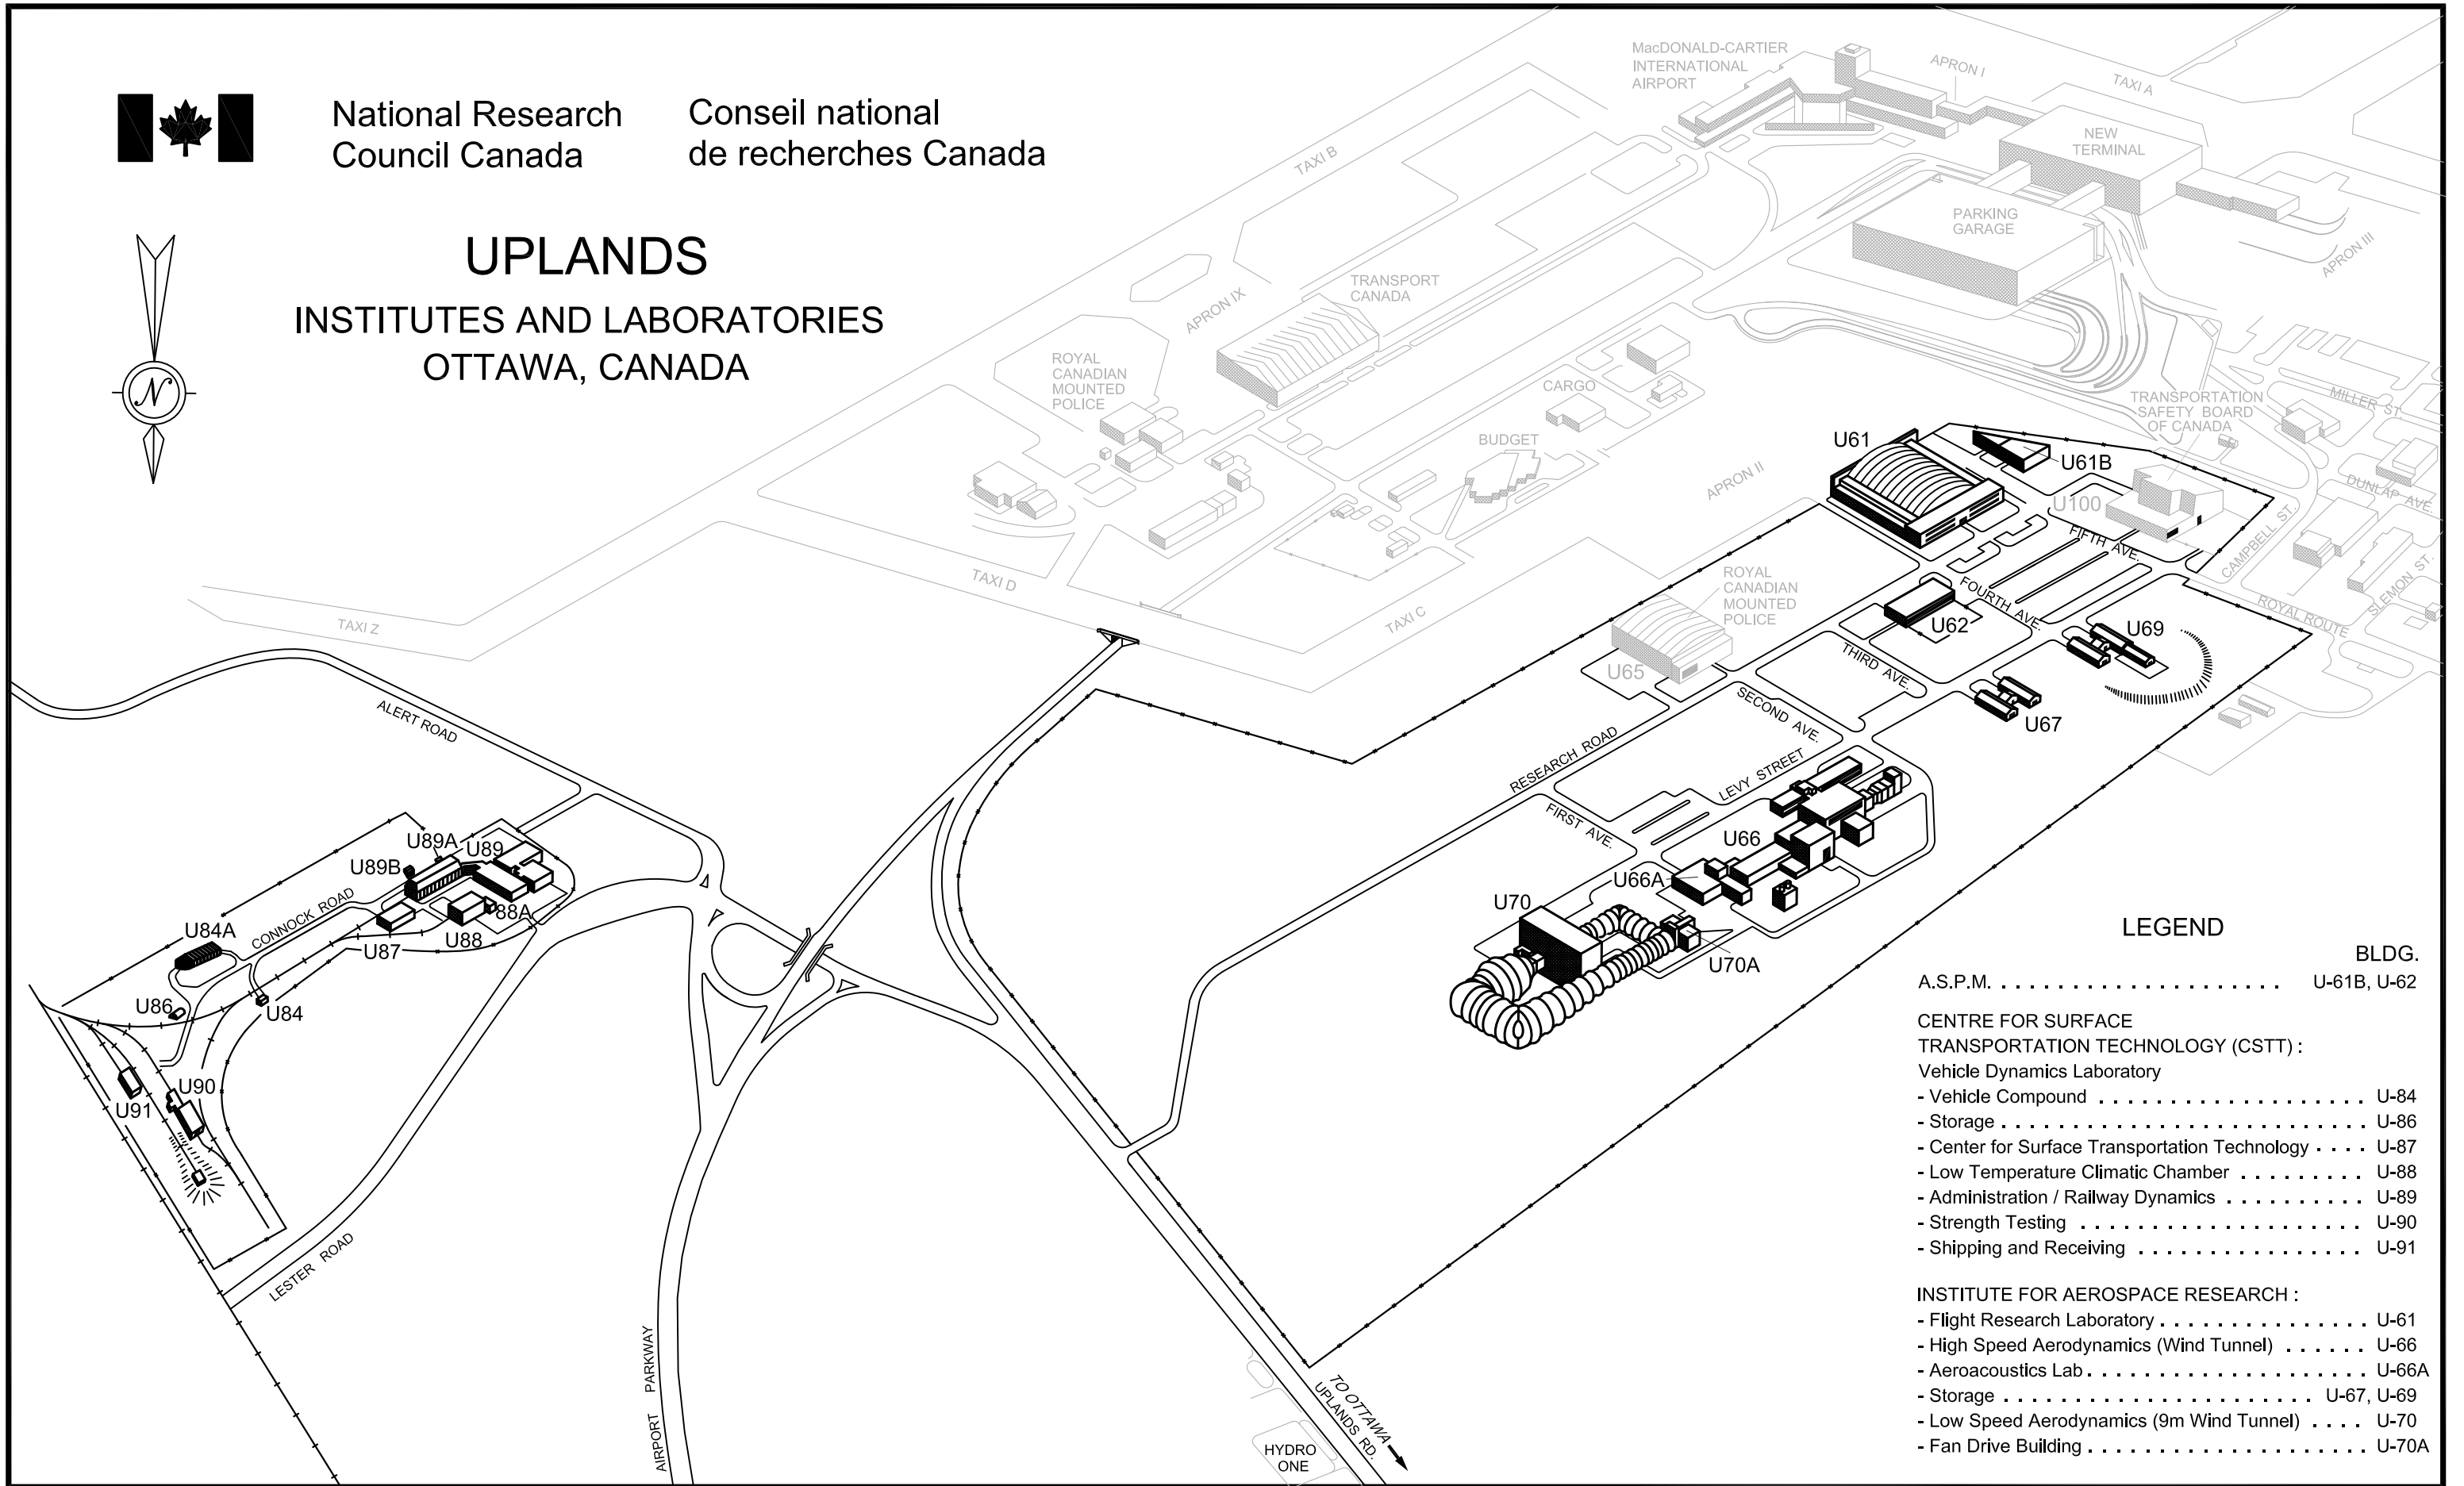 National Research
Council Canada
Conseil national
de recherches Canada
UPLANDS
INSTITUTES AND LABORATORIES
OTTAWA, CANADA
N
MacDONALD-CARTIER
INTERNATIONAL
AIRPORT
APRON I
TAXI A
NEW
TERMINAL
PARKING
GARAGE
APRON III
TAXI B
TRANSPORT
CANADA
APRON IX
ROYAL
CANADIAN
MOUNTED
POLICE
CARGO
BUDGET
APRON II
TRANSPORTATION
SAFETY BOARD
OF CANADA
MILLER ST.
DUNLAP AVE.
CAMPBELL ST.
SLEMON ST.
ROYAL ROUTE
U61
U61B
U100
FIFTH AVE.
FOURTH AVE.
U62
U69
THIRD AVE.
U67
ROYAL
CANADIAN
MOUNTED
POLICE
U65
SECOND AVE.
TAXI D
TAXI C
TAXI Z
ALERT ROAD
RESEARCH ROAD
LEVY STREET
FIRST AVE.
U66
U66A
U70
U70A
U89A
U89
U89B
88A
U88
U87
CONNOCK ROAD
U84A
U86
U84
U90
U91
LESTER ROAD
AIRPORT PARKWAY
TO OTTAWA
UPLANDS RD.
HYDRO
ONE
LEGEND
BLDG.
A.S.P.M. . . . . . . . . . . . . . . . . . . . . U-61B, U-62
CENTRE FOR SURFACE
TRANSPORTATION TECHNOLOGY (CSTT) :
Vehicle Dynamics Laboratory
- Vehicle Compound . . . . . . . . . . . . . . . . . . . U-84
- Storage . . . . . . . . . . . . . . . . . . . . . . . . . . U-86
- Center for Surface Transportation Technology . . . . U-87
- Low Temperature Climatic Chamber . . . . . . . . . U-88
- Administration / Railway Dynamics . . . . . . . . . . U-89
- Strength Testing . . . . . . . . . . . . . . . . . . . . U-90
- Shipping and Receiving . . . . . . . . . . . . . . . . U-91
INSTITUTE FOR AEROSPACE RESEARCH :
- Flight Research Laboratory . . . . . . . . . . . . . . . U-61
- High Speed Aerodynamics (Wind Tunnel) . . . . . . U-66
- Aeroacoustics Lab . . . . . . . . . . . . . . . . . . . . U-66A
- Storage . . . . . . . . . . . . . . . . . . . . . . U-67, U-69
- Low Speed Aerodynamics (9m Wind Tunnel) . . . . U-70
- Fan Drive Building . . . . . . . . . . . . . . . . . . . . U-70A